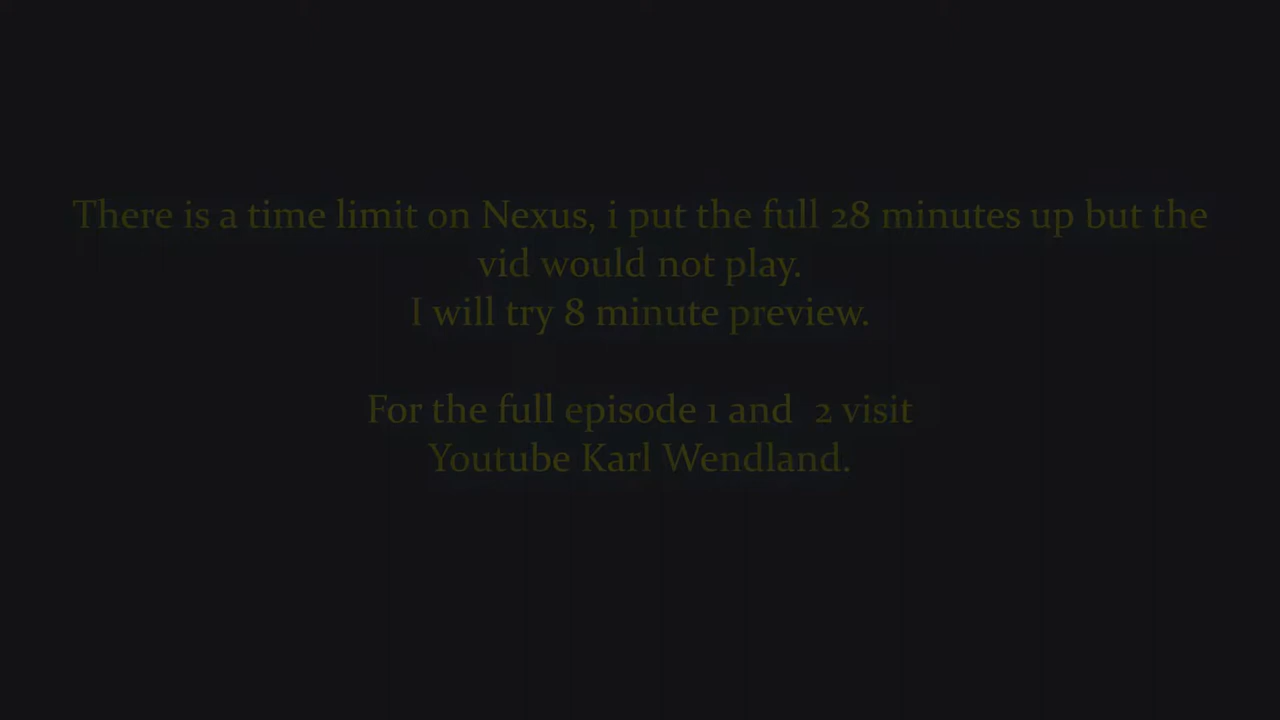 There is a time limit on Nexus, i put the full 28 minutes up but the
vid would not play.
I will try 8 minute preview.
For the full episode 1 and  2 visit
Youtube Karl Wendland.